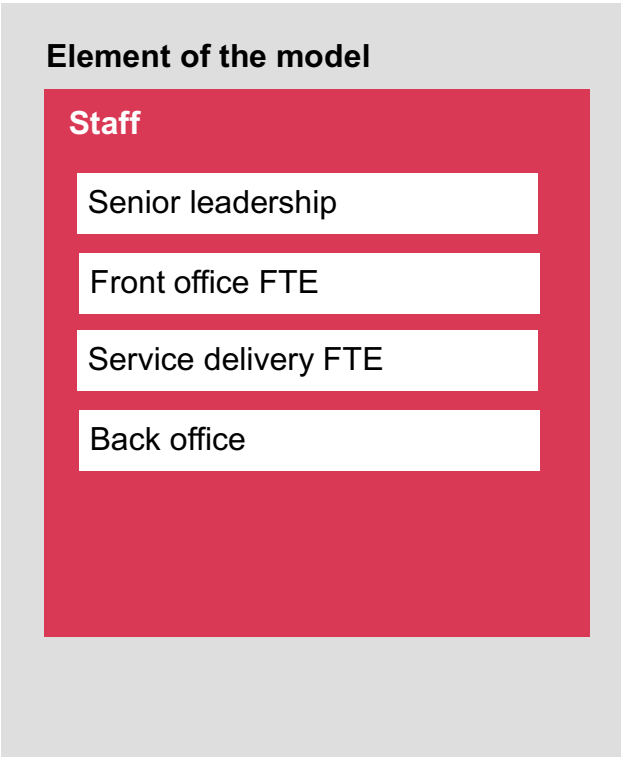 Element of the model
Staff
Senior leadership
Front office FTE
Service delivery FTE
Back office